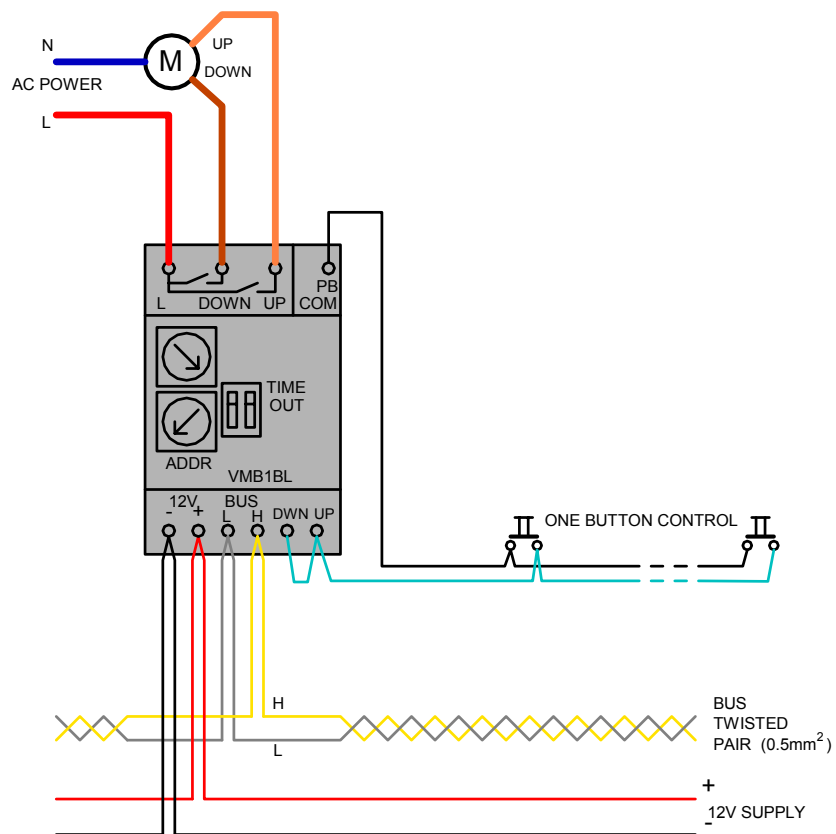 N
UP
M
DOWN
AC POWER
L
PB
L DOWN UP COM
TIME
OUT
ADDR
VMB1BL
12V BUS
- + L H DWN UP
ONE BUTTON CONTROL
H
BUS
TWISTED
L
PAIR (0.5mm²)
+
12V SUPPLY
-